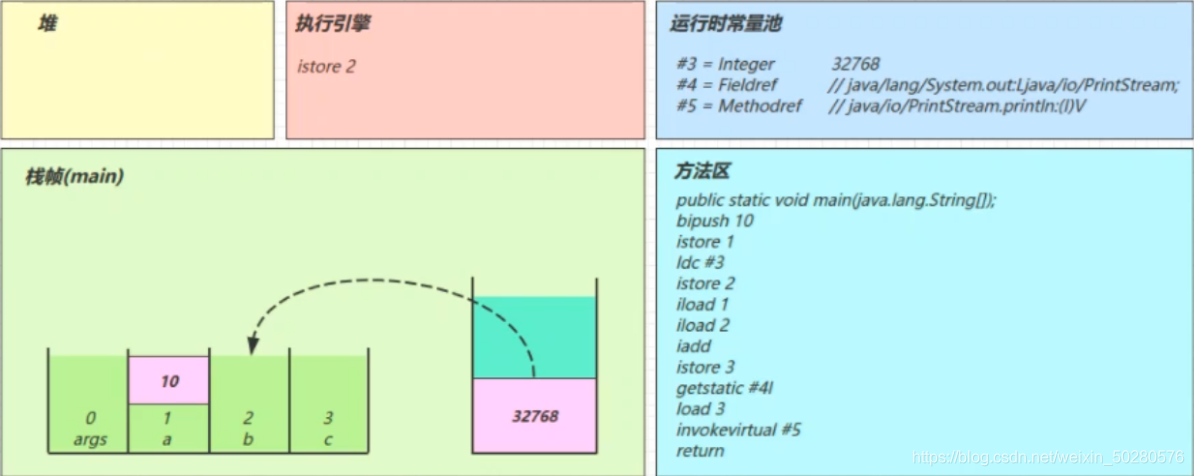 堆
执行引擎
istore 2
运行时常量池
#3 = Integer 32768
#4 = Fieldref // java/lang/System.out:Ljava/io/PrintStream;
#5 = Methodref // java/io/PrintStream.println:(I)V
栈帧(main)
10
0 1 2 3
args a b c
32768
方法区
public static void main(java.lang.String[]);
bipush 10
istore 1
ldc #3
istore 2
iload 1
iload 2
iadd
istore 3
getstatic #4I
load 3
invokevirtual #5
return
https://blog.csdn.net/weixin_50280576